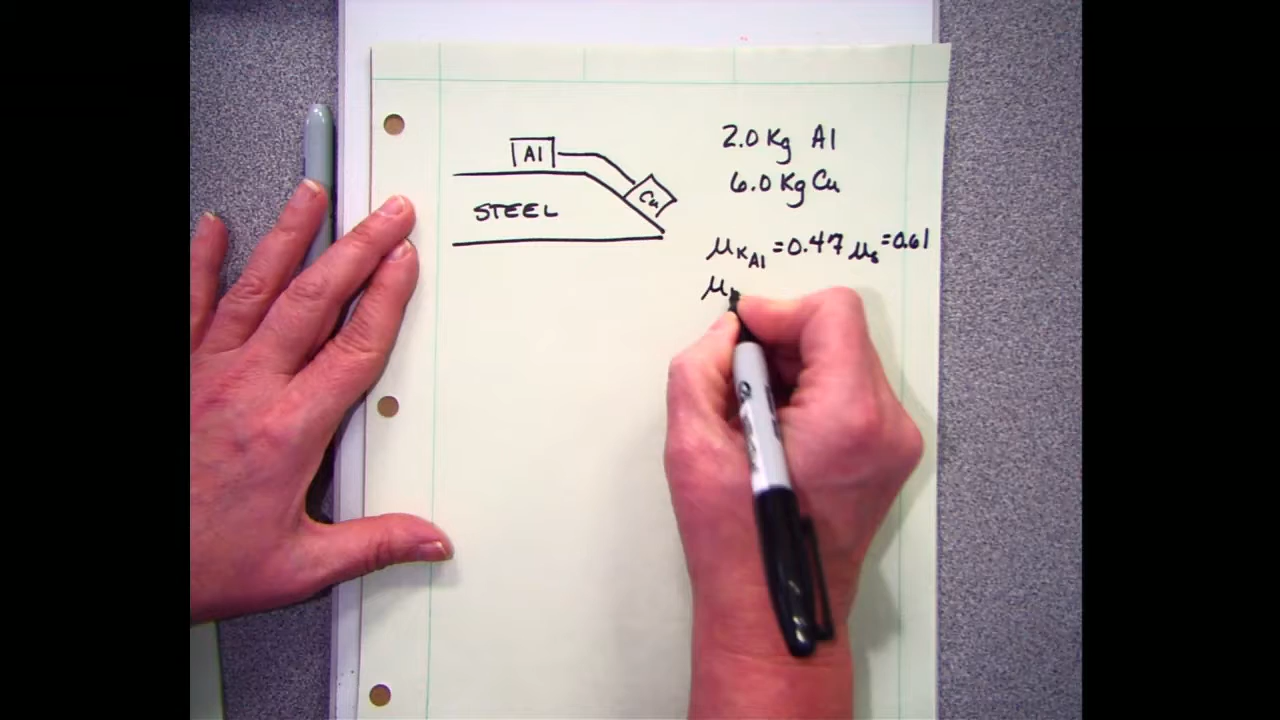 Al
Cu
STEEL
2.0 Kg Al
6.0 Kg Cu
μKAl = 0.47 μs = 0.61
μ